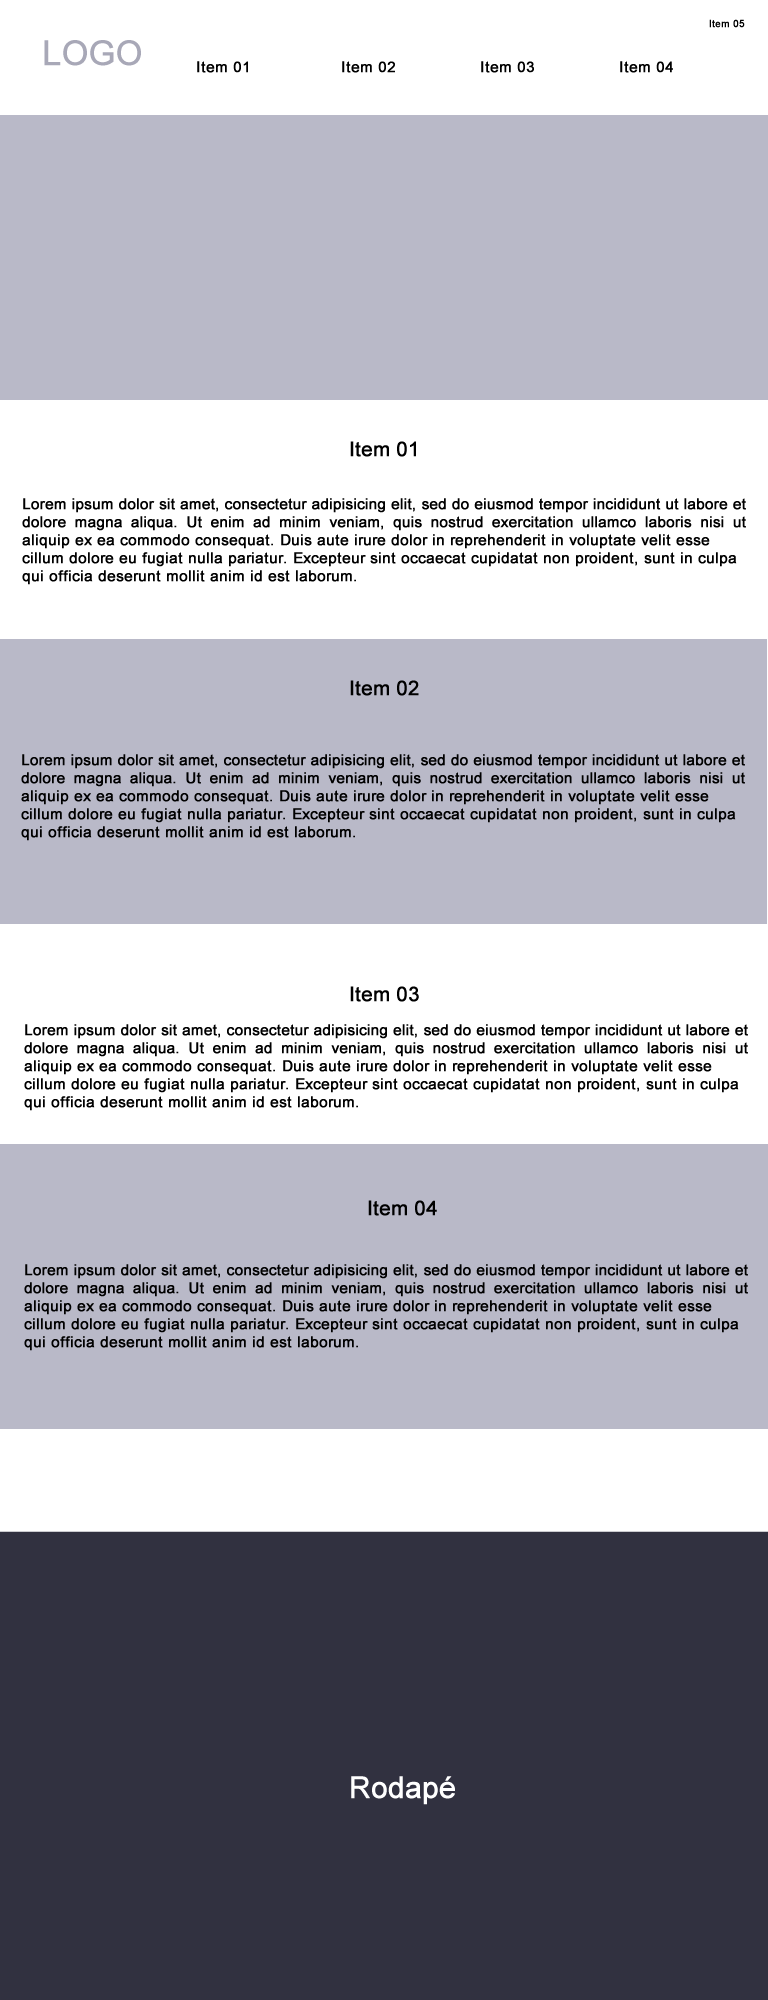 Item 05
LOGO
Item 01
Item 02
Item 03
Item 04
Item 01
Lorem ipsum dolor sit amet, consectetur adipisicing elit, sed do eiusmod tempor incididunt ut labore et
dolore magna aliqua. Ut enim ad minim veniam, quis nostrud exercitation ullamco laboris nisi ut
aliquip ex ea commodo consequat. Duis aute irure dolor in reprehenderit in voluptate velit esse
cillum dolore eu fugiat nulla pariatur. Excepteur sint occaecat cupidatat non proident, sunt in culpa
qui officia deserunt mollit anim id est laborum.
Item 02
Lorem ipsum dolor sit amet, consectetur adipisicing elit, sed do eiusmod tempor incididunt ut labore et
dolore magna aliqua. Ut enim ad minim veniam, quis nostrud exercitation ullamco laboris nisi ut
aliquip ex ea commodo consequat. Duis aute irure dolor in reprehenderit in voluptate velit esse
cillum dolore eu fugiat nulla pariatur. Excepteur sint occaecat cupidatat non proident, sunt in culpa
qui officia deserunt mollit anim id est laborum.
Item 03
Lorem ipsum dolor sit amet, consectetur adipisicing elit, sed do eiusmod tempor incididunt ut labore et
dolore magna aliqua. Ut enim ad minim veniam, quis nostrud exercitation ullamco laboris nisi ut
aliquip ex ea commodo consequat. Duis aute irure dolor in reprehenderit in voluptate velit esse
cillum dolore eu fugiat nulla pariatur. Excepteur sint occaecat cupidatat non proident, sunt in culpa
qui officia deserunt mollit anim id est laborum.
Item 04
Lorem ipsum dolor sit amet, consectetur adipisicing elit, sed do eiusmod tempor incididunt ut labore et
dolore magna aliqua. Ut enim ad minim veniam, quis nostrud exercitation ullamco laboris nisi ut
aliquip ex ea commodo consequat. Duis aute irure dolor in reprehenderit in voluptate velit esse
cillum dolore eu fugiat nulla pariatur. Excepteur sint occaecat cupidatat non proident, sunt in culpa
qui officia deserunt mollit anim id est laborum.
Rodapé